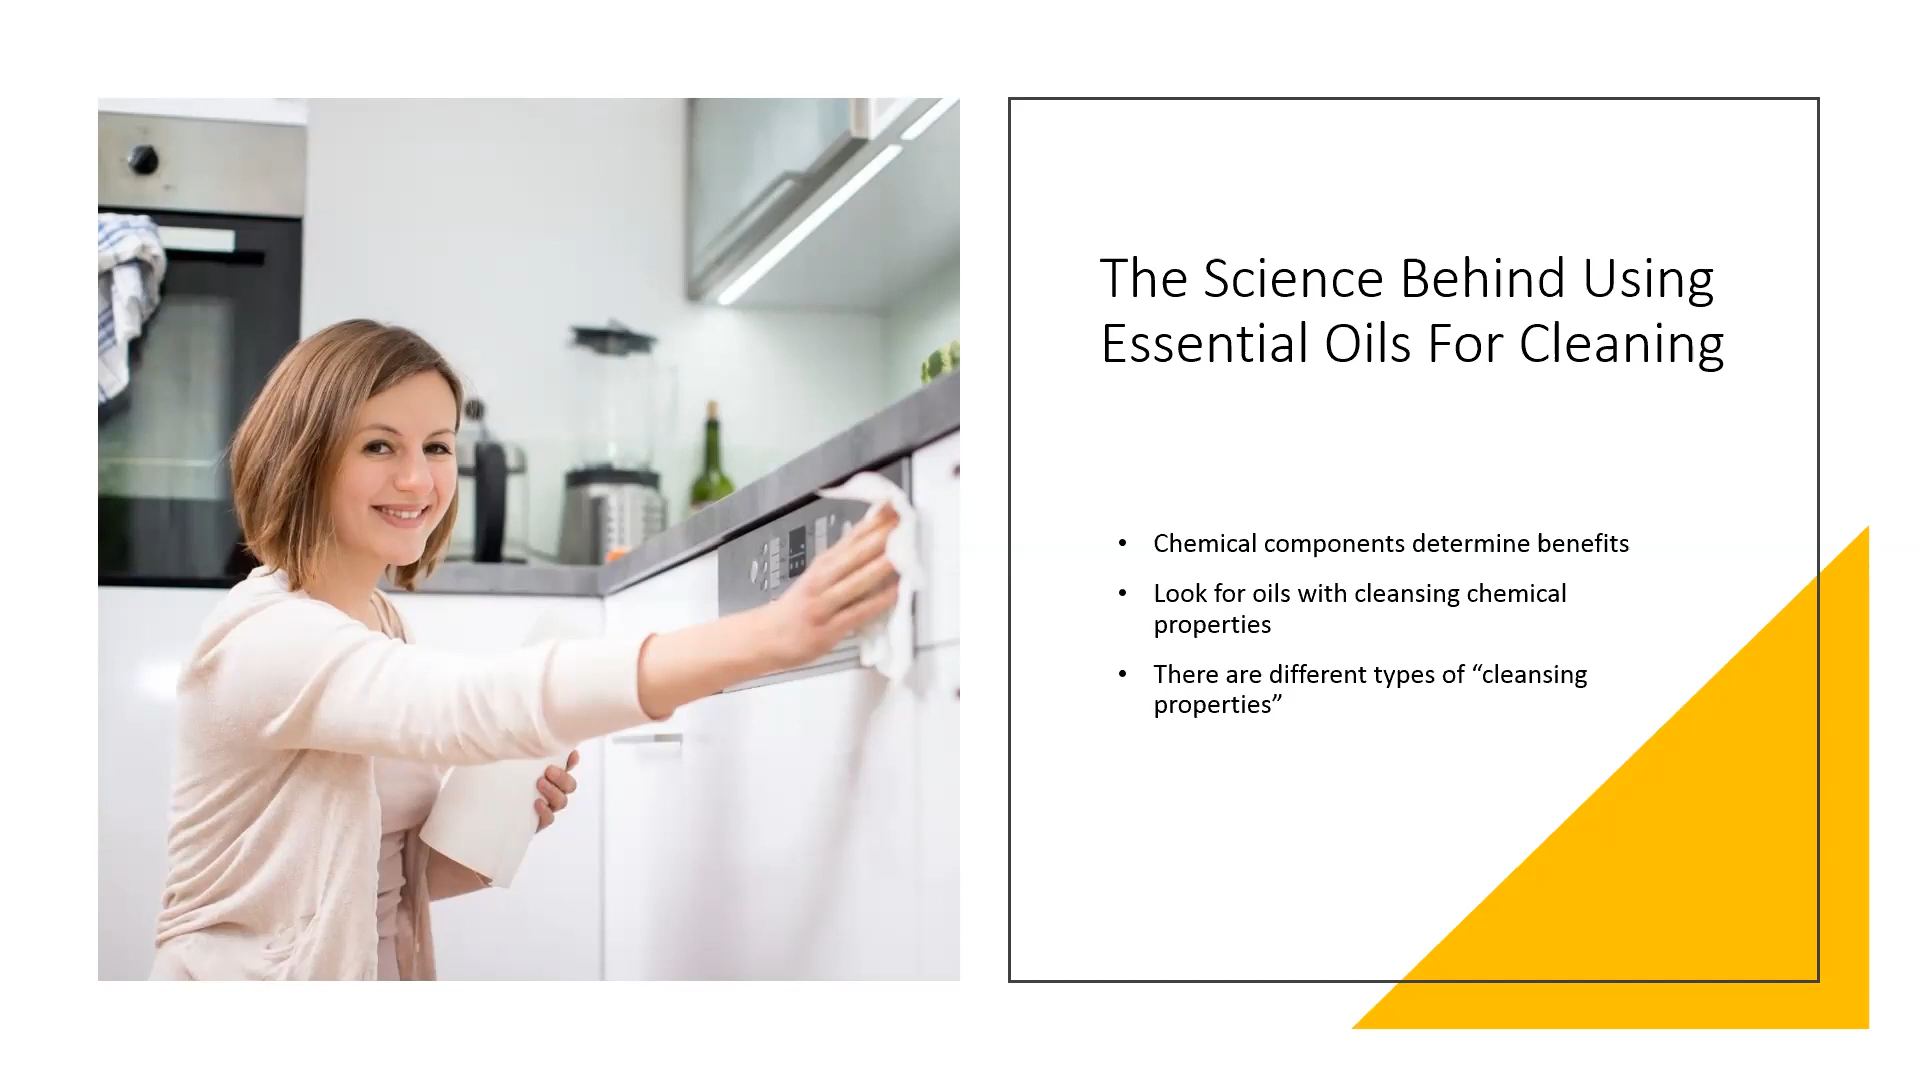 The Science Behind Using
Essential Oils For Cleaning
• Chemical components determine benefits
• Look for oils with cleansing chemical
properties
• There are different types of “cleansing
properties”